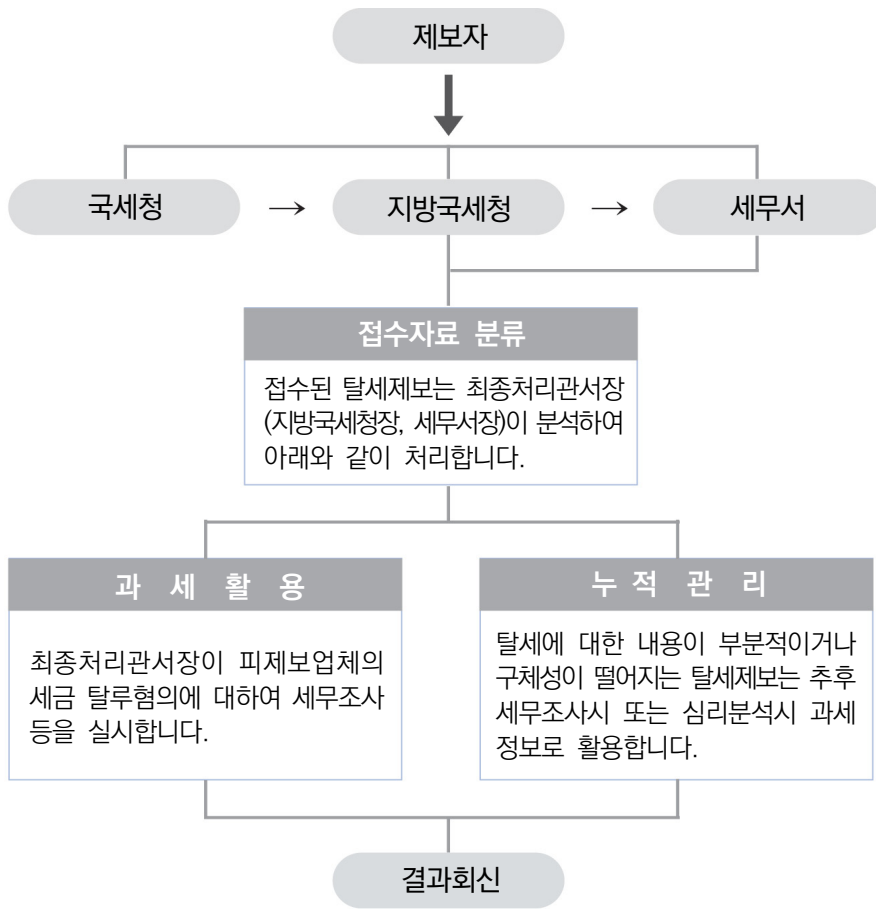 제보자
국세청 → 지방국세청 → 세무서
접수자료 분류
접수된 탈세제보는 최종처리관서장
(지방국세청장, 세무서장)이 분석하여
아래와 같이 처리합니다.
과 세 활 용
최종처리관서장이 피제보업체의
세금 탈루혐의에 대하여 세무조사
등을 실시합니다.
누 적 관 리
탈세에 대한 내용이 부분적이거나
구체성이 떨어지는 탈세제보는 추후
세무조사시 또는 심리분석시 과세
정보로 활용합니다.
결과회신